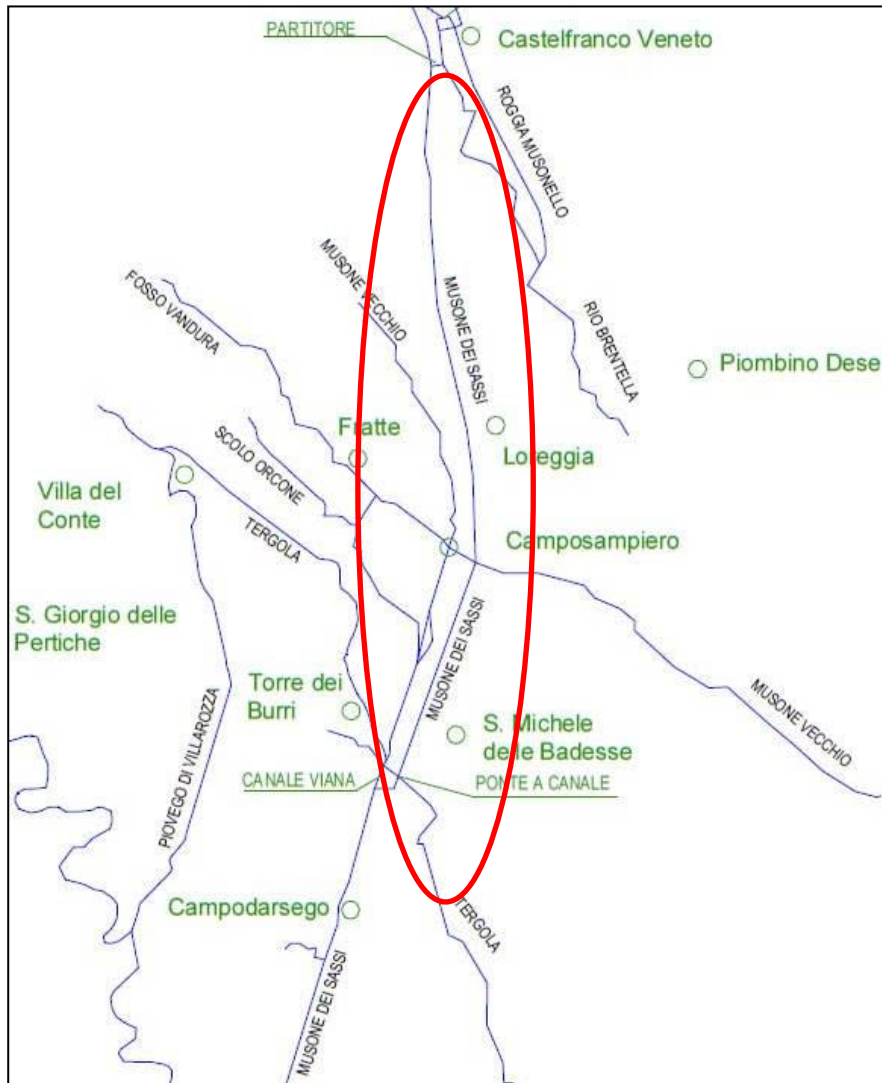 PARTITORE
Castelfranco Veneto
ROGGIA MUSONELLO
MUSONE VECCHIO
FOSSO VANDURA
MUSONE DEI SASSI
RIO BRENTELLA
Piombino Dese
Fratte
Loreggia
SCOLO ORCONE
Villa del
Conte
TERGOLA
Camposampiero
S. Giorgio delle
Pertiche
MUSONE DEI SASSI
Torre dei
Burri
MUSONE VECCHIO
S. Michele
delle Badesse
PIOVEGO DI VILLAROZZA
CANALE VIANA
PONTE A CANALE
Campodarsego
TERGOLA
MUSONE DEI SASSI